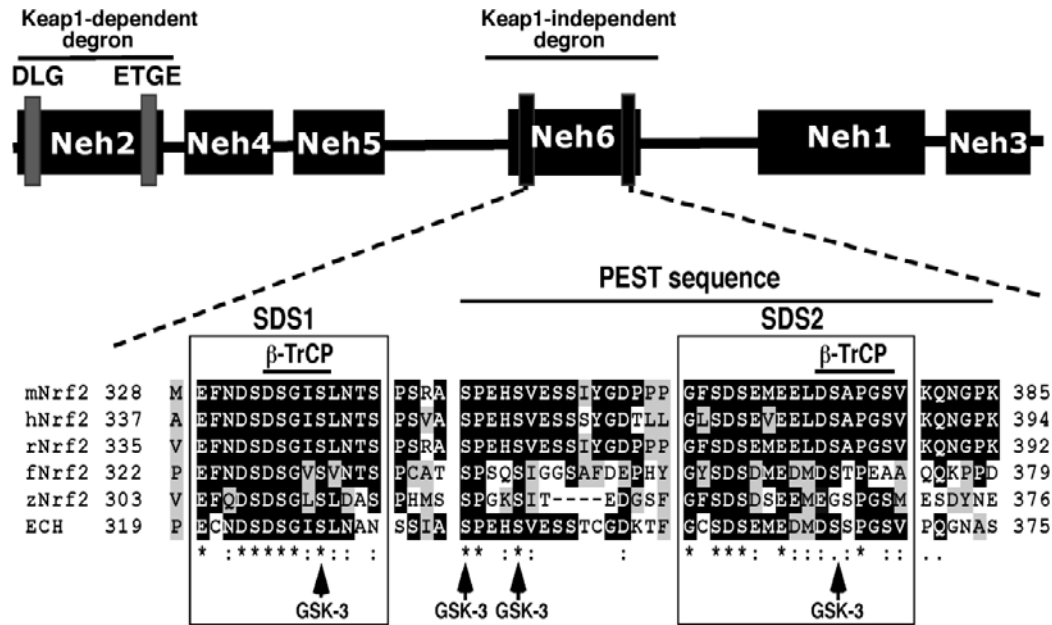 Keap1-dependent degron
Keap1-independent degron
DLG ETGE
Neh2 Neh4 Neh5 Neh6 Neh1 Neh3
PEST sequence
SDS1 SDS2
β-TrCP β-TrCP
mNrf2 328 M EFNDSDSGISLNTS PSRA SPEHSVESSIYGDPPP GFSDSEMEELDSAPGSV KQNGPK 385
hNrf2 337 A EFNDSDSGISLNTS PSVA SPEHSVESSSYGDTLL GLSDSEVEELDSAPGSV KQNGPK 394
rNrf2 335 V EFNDSDSGISLNTS PSRA SPEHSVESSIYGDPPP GFSDSEMEELDSAPGSV KQNGPK 392
fNrf2 322 P EFNDSDSGVSVNTS PCAT SPSQSIGGSAFDEPHY GYSDSDMEDMDSTPEAA QQKPPD 379
zNrf2 303 V EFQDSDSGLSLDAS PHMS SPGKSIT----EDGSF GFSDSDSEEMEGSPGSM ESDYNE 376
ECH 319 P ECNDSDSGISLNAN SSIA SPEHSVESSTCGDKTF GCSDSEMEDMDSSPGSV PQGNAS 375
* :*****:*:: : ** *: : * ***: ::::.: :: ..
GSK-3 GSK-3 GSK-3 GSK-3